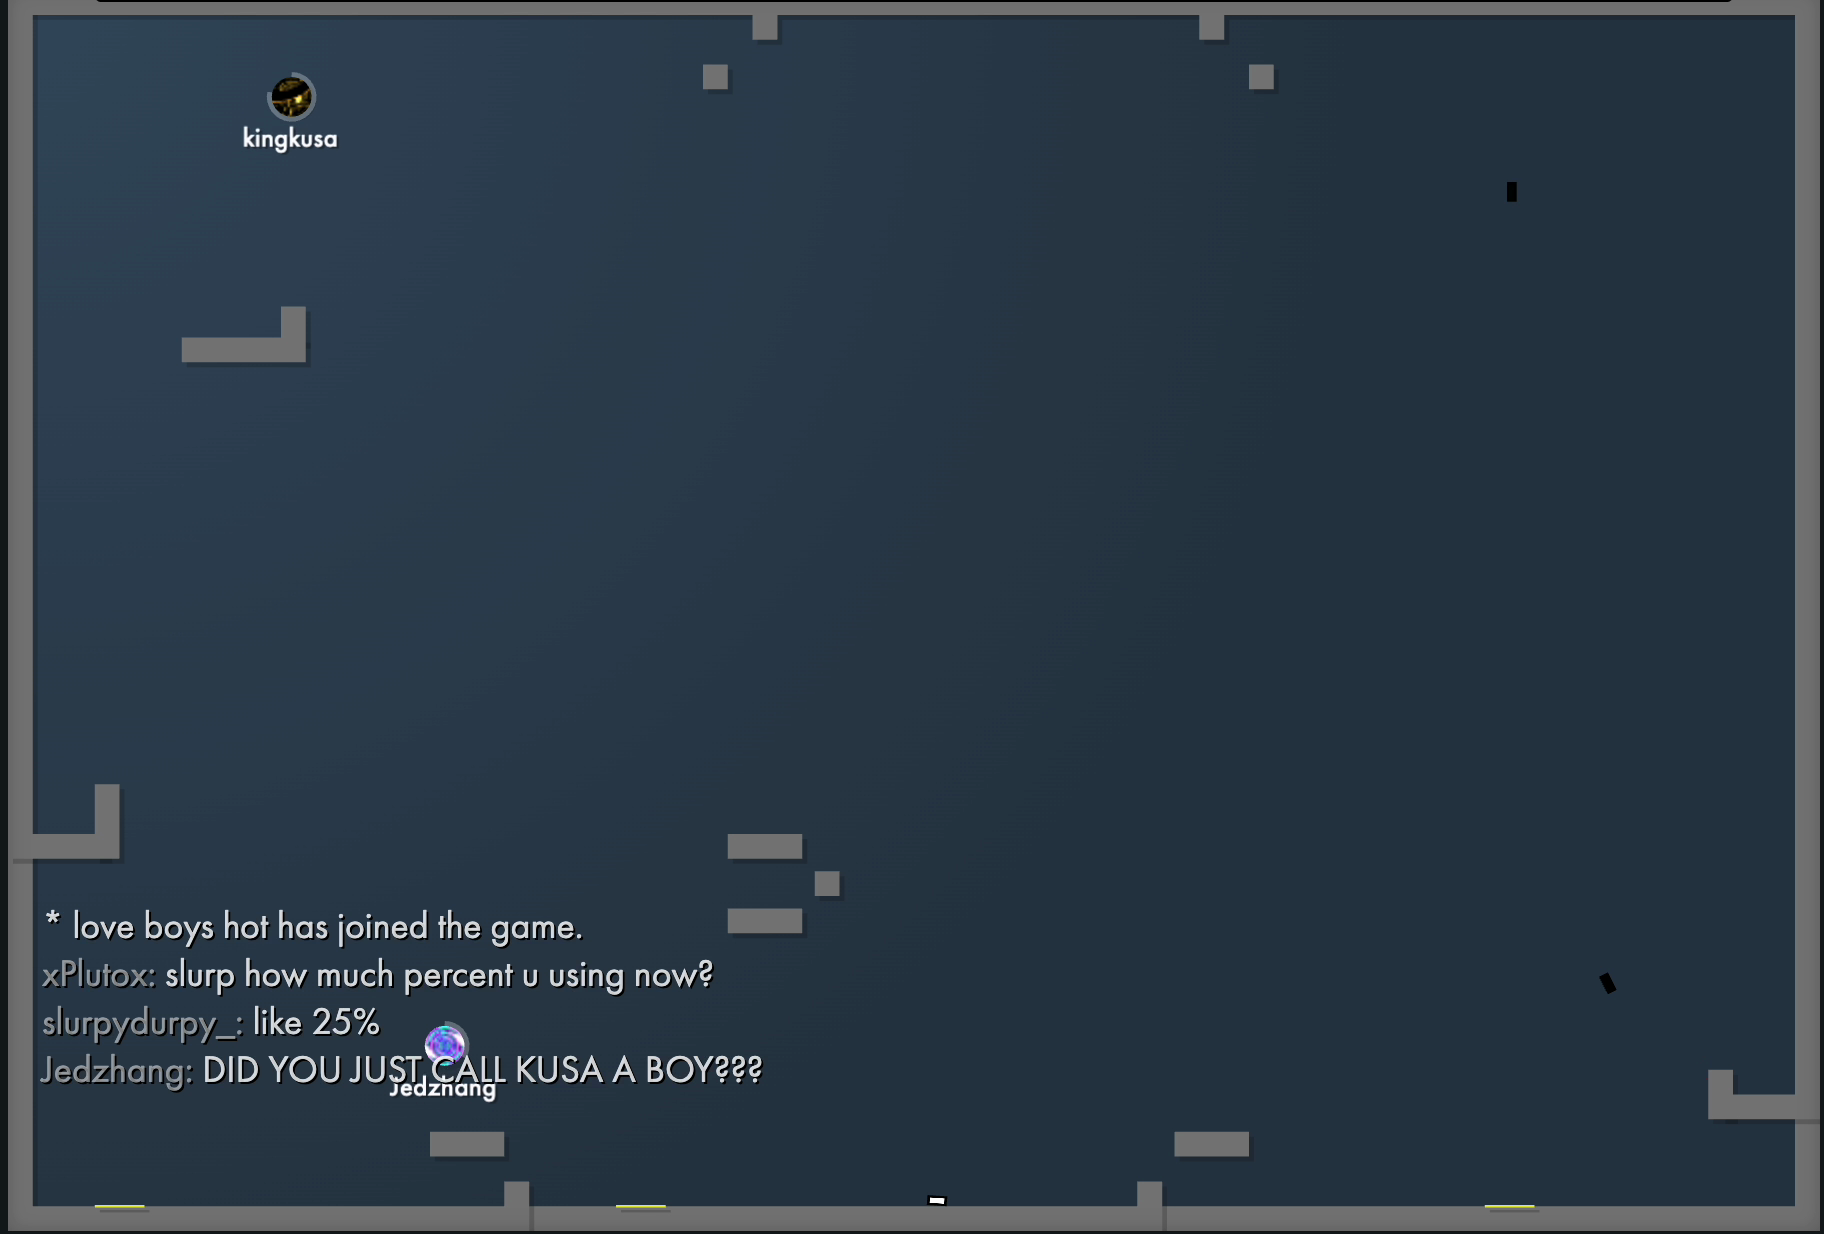 kingkusa
* love boys hot has joined the game.
xPlutox: slurp how much percent u using now?
slurpydurpy_: like 25%
Jedzhang: DID YOU JUST CALL KUSA A BOY???
Jedzhang